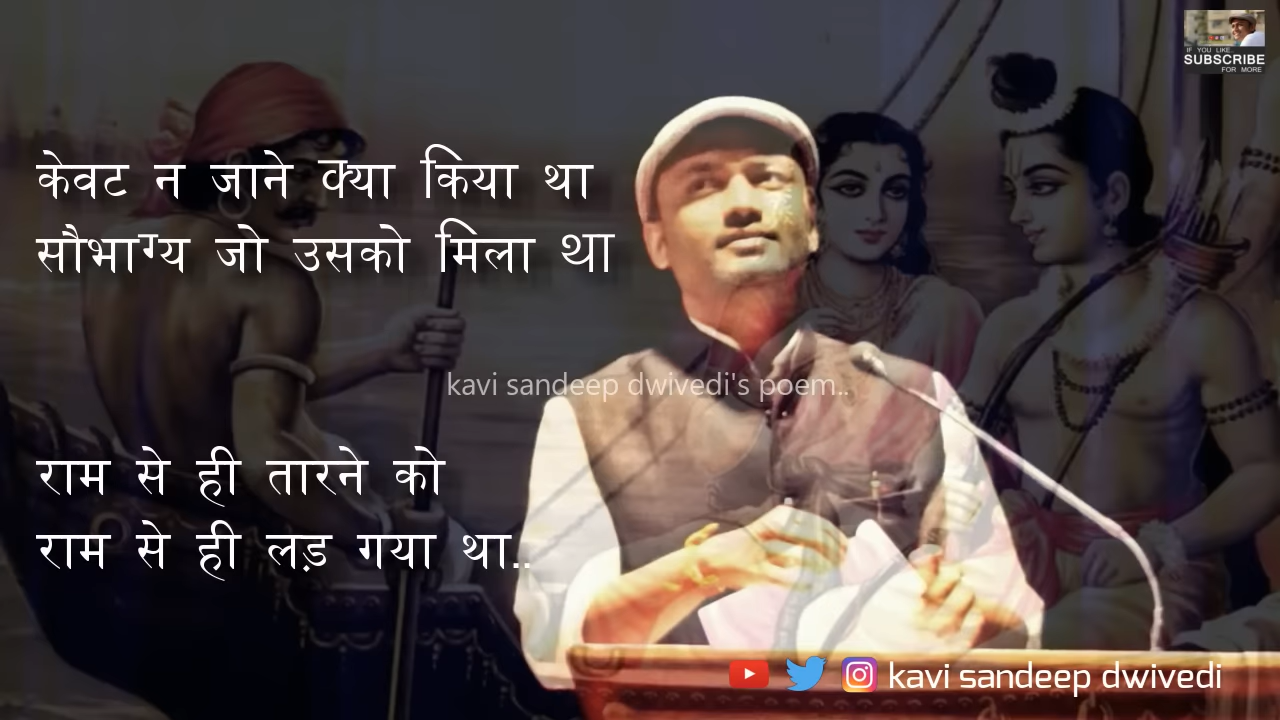 IF YOU LIKE..
SUBSCRIBE
FOR MORE
केवट न जाने क्या किया था
सौभाग्य जो उसको मिला था
kavi sandeep dwivedi's poem..
राम से ही तारने को
राम से ही लड़ गया था..
kavi sandeep dwivedi